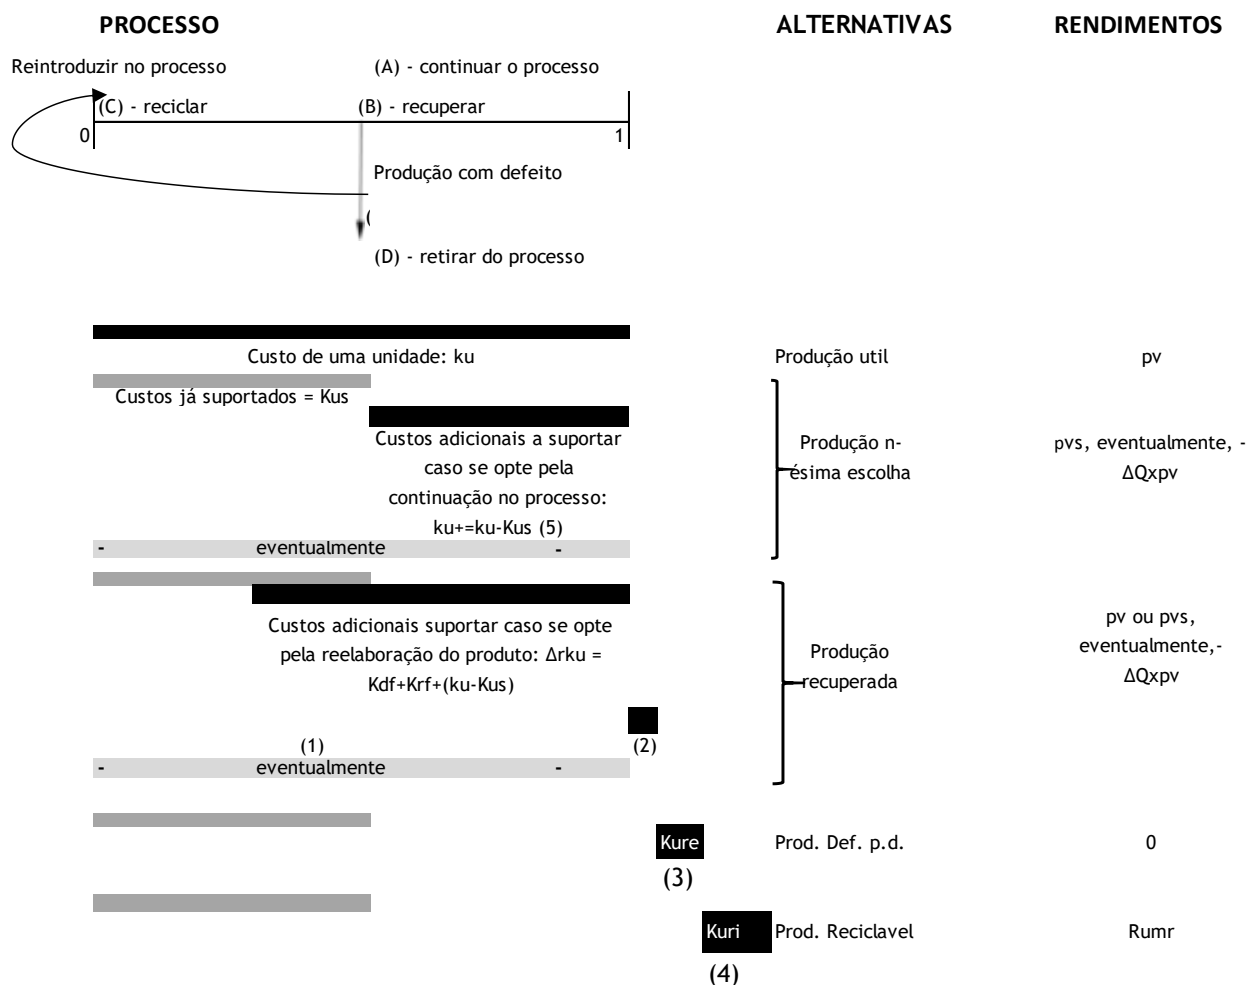 PROCESSO
ALTERNATIVAS
RENDIMENTOS
Reintroduzir no processo
(A) - continuar o processo
(C) - reciclar
(B) - recuperar
0
1
Produção com defeito
(
(D) - retirar do processo
Custo de uma unidade: ku
Produção util
pv
Custos já suportados = Kus
Custos adicionais a suportar
caso se opte pela
continuação no processo:
ku+=ku-Kus (5)
Produção n-
ésima escolha
pvs, eventualmente, -
ΔQxpv
- eventualmente -
Custos adicionais suportar caso se opte
pela reelaboração do produto: Δrku =
Kdf+Krf+(ku-Kus)
Produção
recuperada
pv ou pvs,
eventualmente,-
ΔQxpv
(1)
(2)
- eventualmente -
Kure
Prod. Def. p.d.
0
(3)
Kuri
Prod. Reciclavel
Rumr
(4)